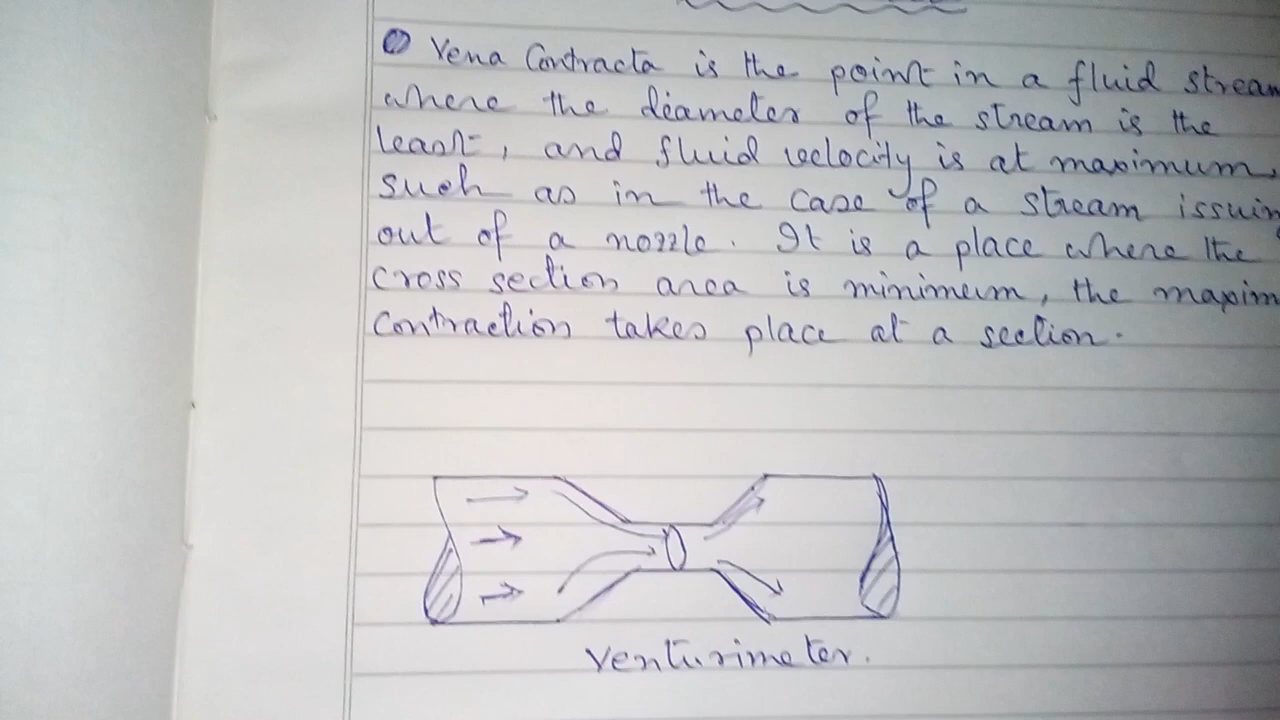 Vena Contracta is the point in a fluid stream
where the diameter of the stream is the
least, and fluid velocity is at maximum,
such as in the case of a stream issuin
out of a nozzle. It is a place where the
cross section area is minimum, the maxim
contraction takes place at a section.
Venturimeter.